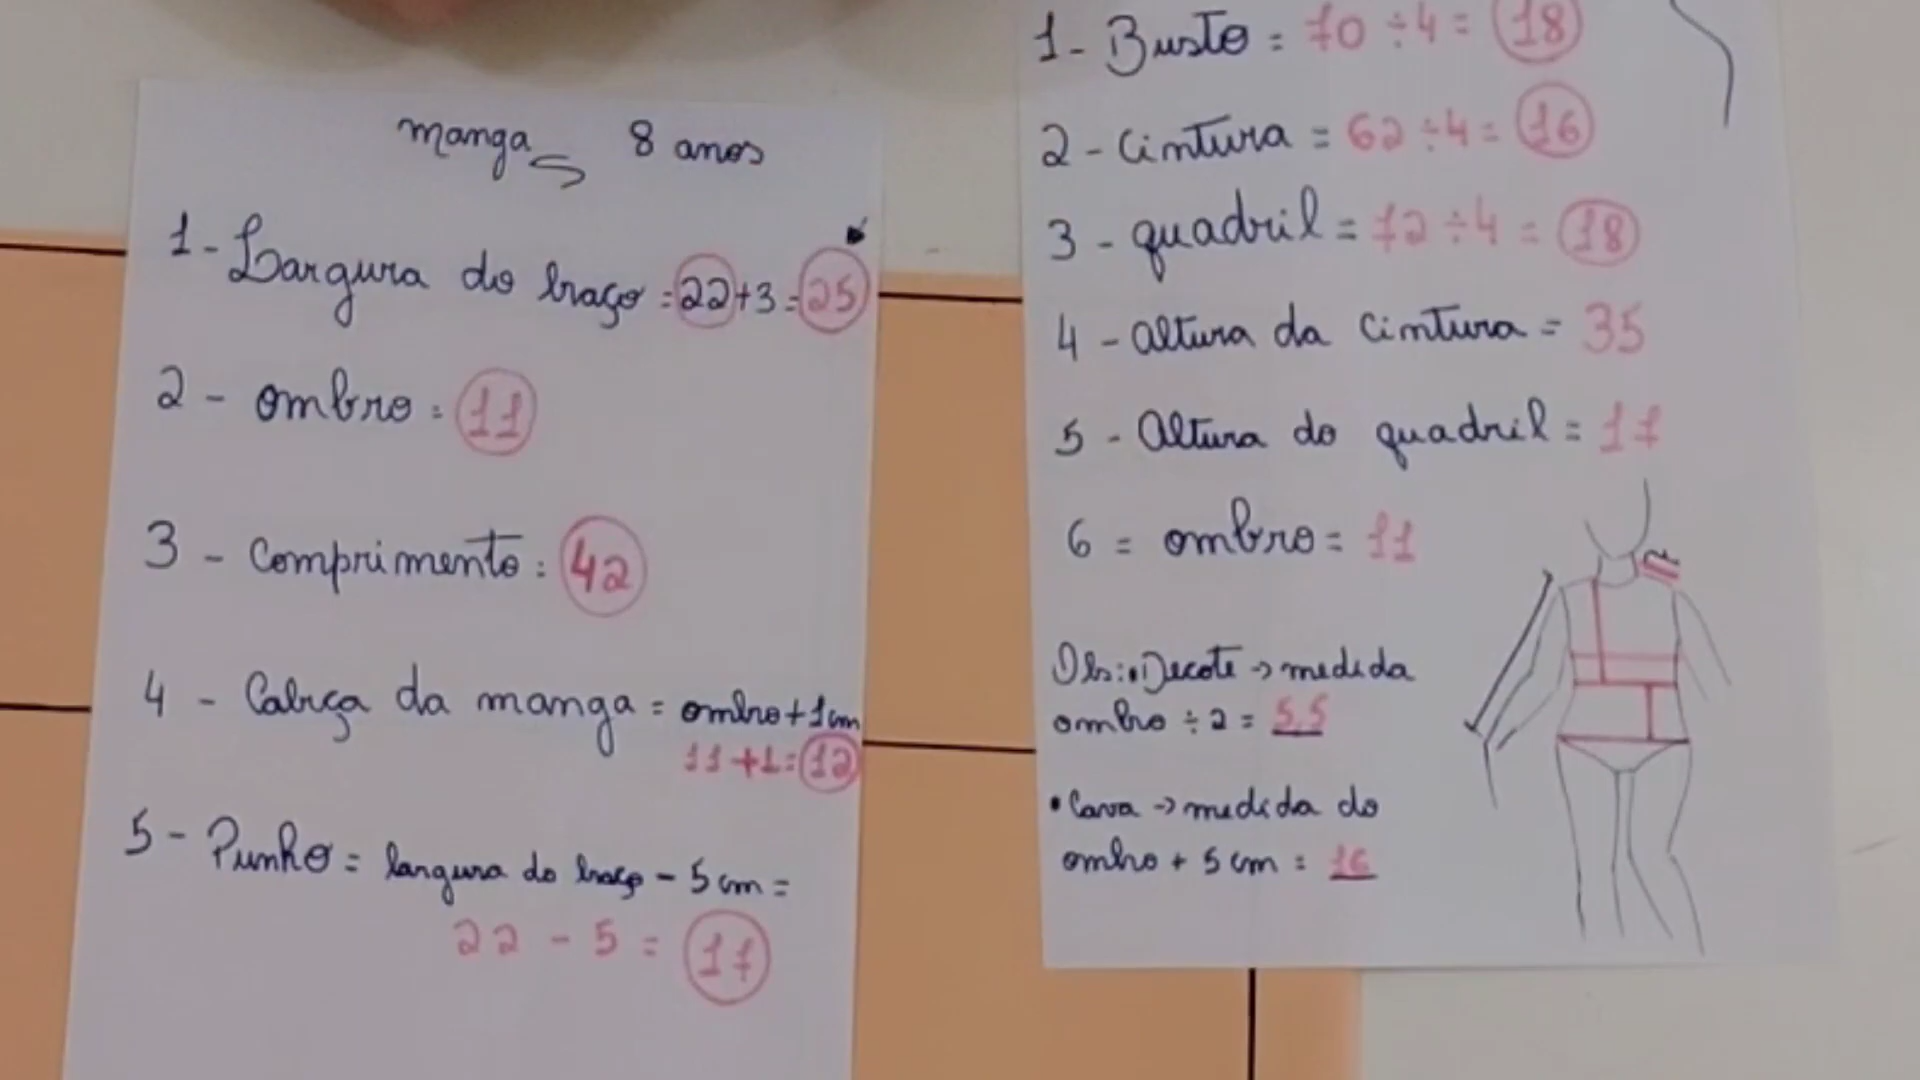 manga 8 anos
1 - Largura do braço = 22 + 3 = 25
2 - ombro = 11
3 - Comprimento = 42
4 - Cabeça da manga = ombro + 1cm
11 + 1 = 12
5 - Punho = largura do braço - 5cm =
22 - 5 = 17
1 - Busto = 70 ÷ 4 = 18
2 - Cintura = 62 ÷ 4 = 16
3 - quadril = 72 ÷ 4 = 18
4 - altura da Cintura = 35
5 - Altura do quadril = 17
6 = ombro = 11
Obs: • Decote → medida
ombro ÷ 2 = 5,5
• Cava → medida do
ombro + 5 cm = 16